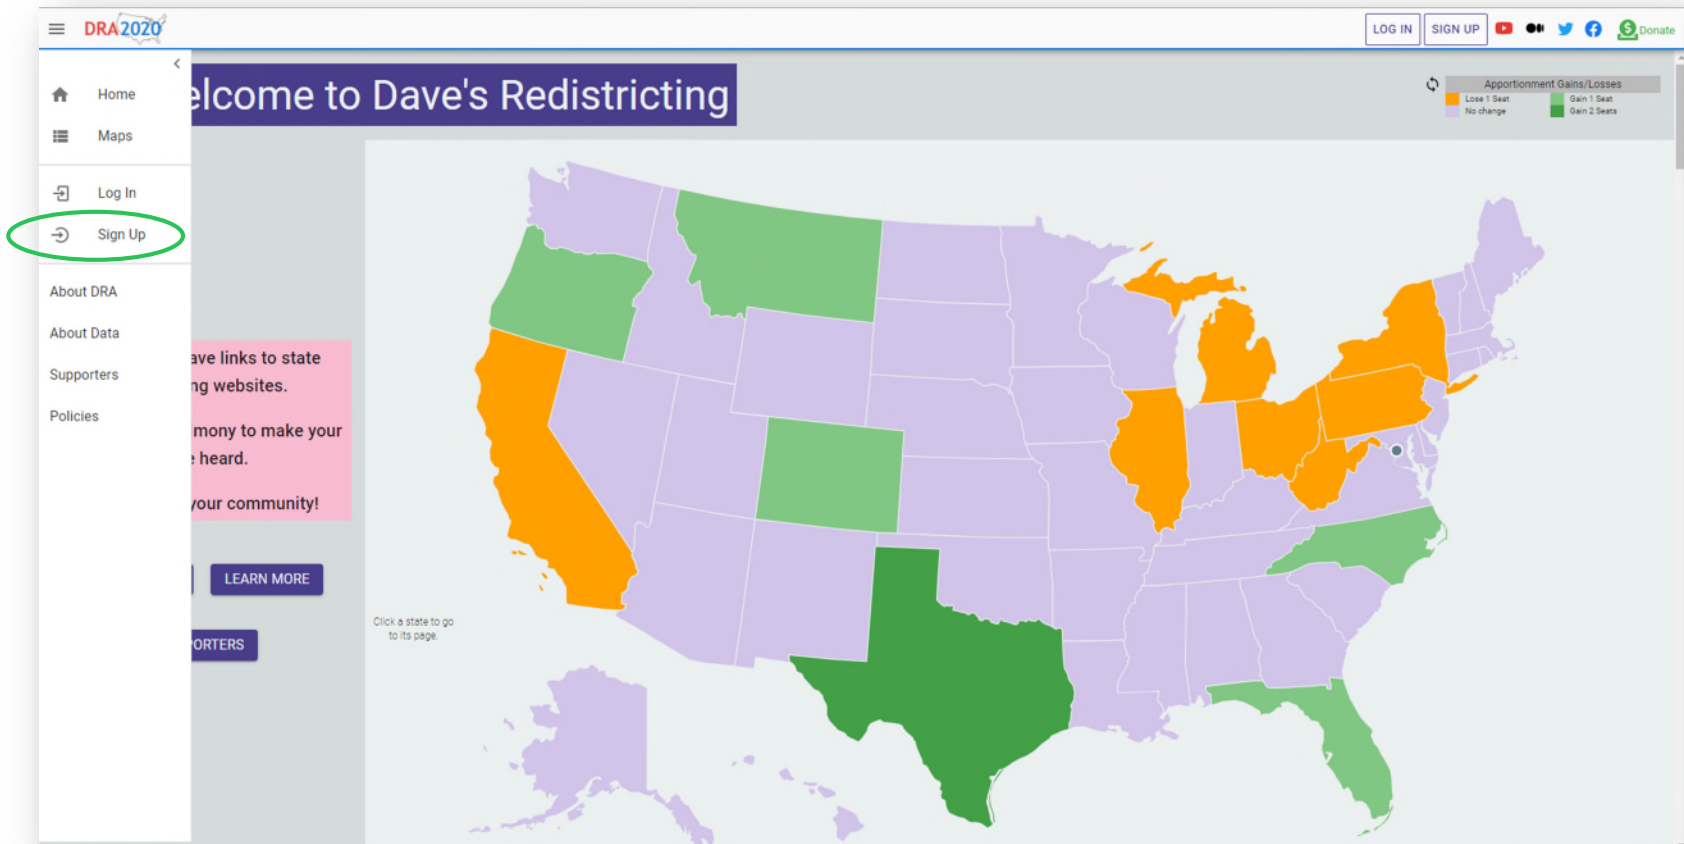 DRA2020
LOG IN
SIGN UP
Donate
Home
Maps
Log In
Sign Up
About DRA
About Data
Supporters
Policies
elcome to Dave's Redistricting
Apportionment Gains/Losses
Lose 1 Seat
Gain 1 Seat
No change
Gain 2 Seats
ave links to state
ng websites.
mony to make your
heard.
your community!
LEARN MORE
ORTERS
Click a state to go
to its page.